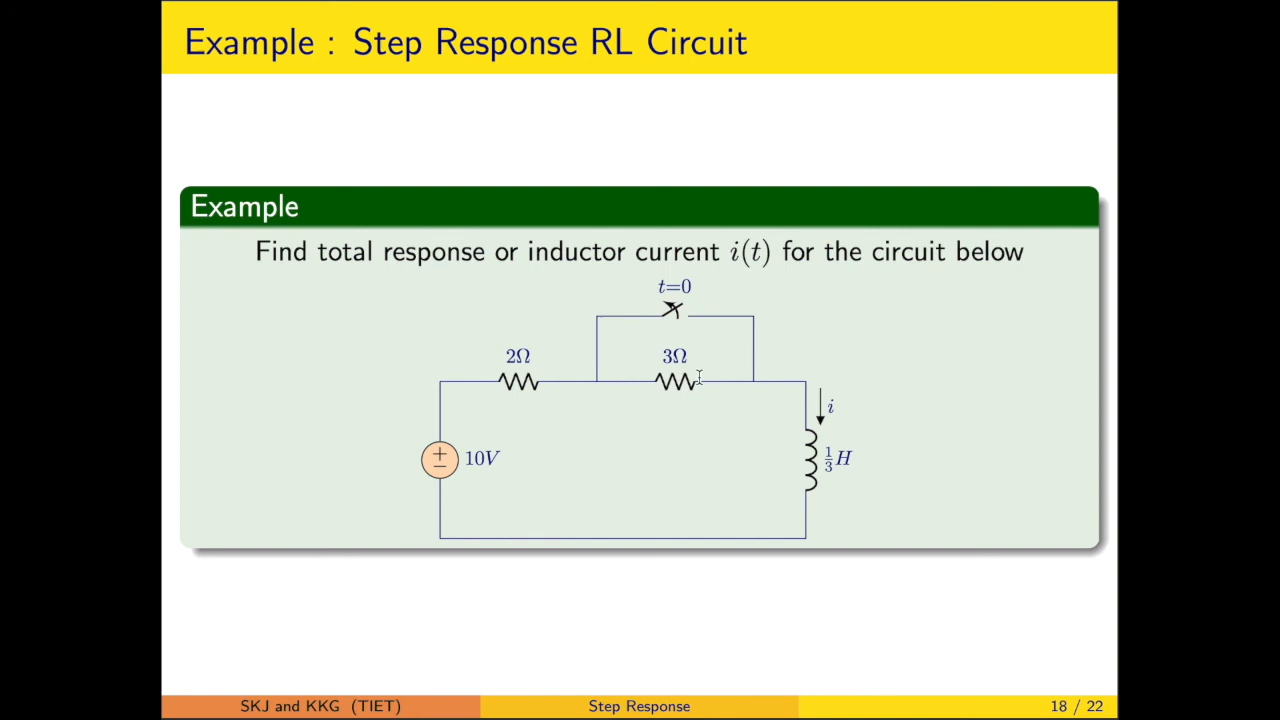 Example : Step Response RL Circuit
Example
Find total response or inductor current i(t) for the circuit below
t=0
2Ω
3Ω
i
10V
1/3 H
SKJ and KKG (TIET)
Step Response
18 / 22